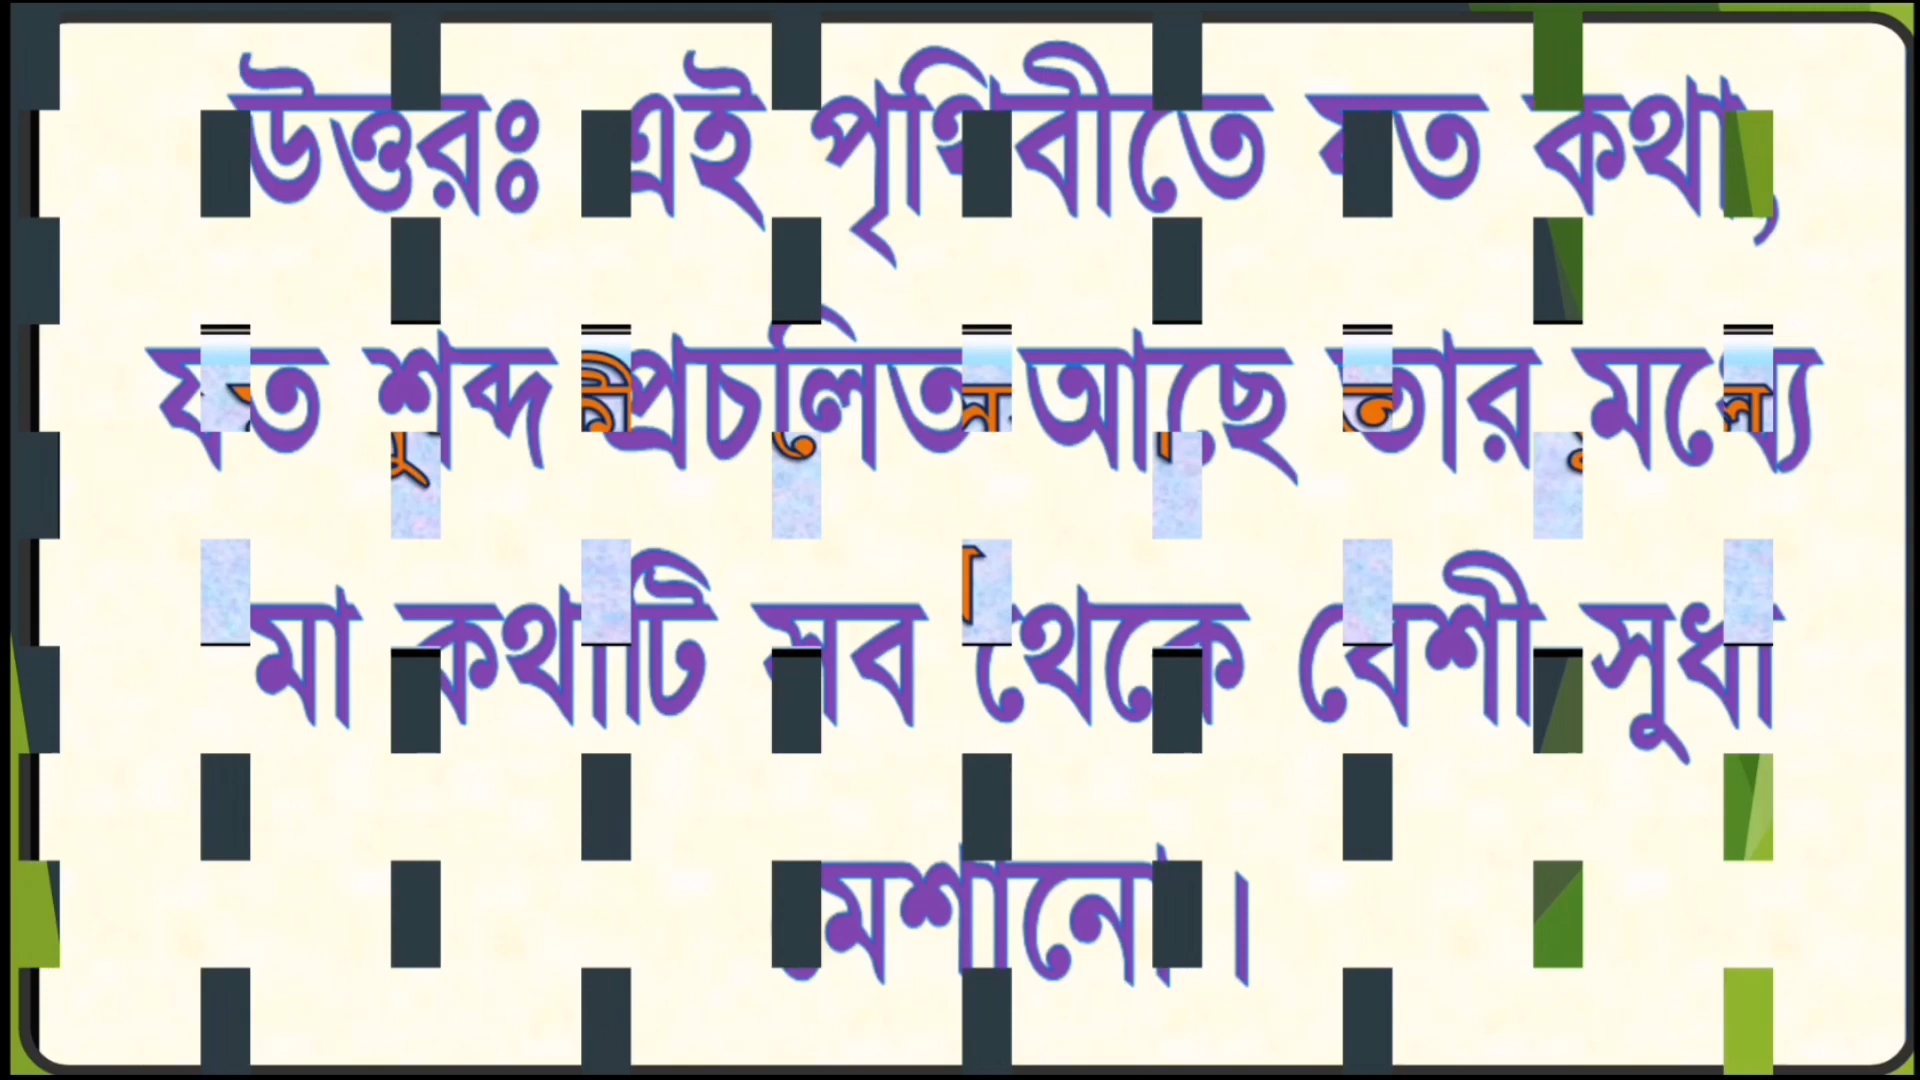 উত্তরঃ এই পৃথিবীতে যত কথা,
যত শব্দ প্রচলিত আছে তার মধ্যে
মা কথাটি সব থেকে বেশী সুধা
মেশানো।